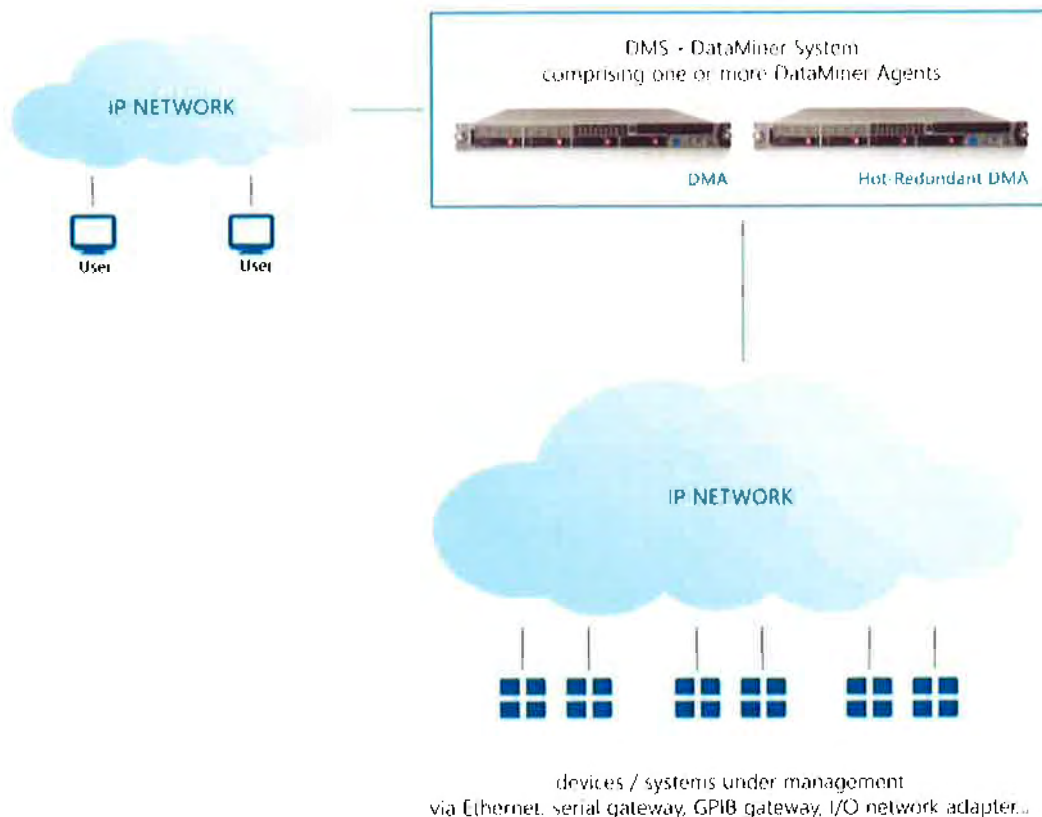 DMS - DataMiner System
comprising one or more DataMiner Agents
IP NETWORK
DMA
Hot-Redundant DMA
User
User
IP NETWORK
devices / systems under management
via Ethernet, serial gateway, GPIB gateway, I/O network adapter...